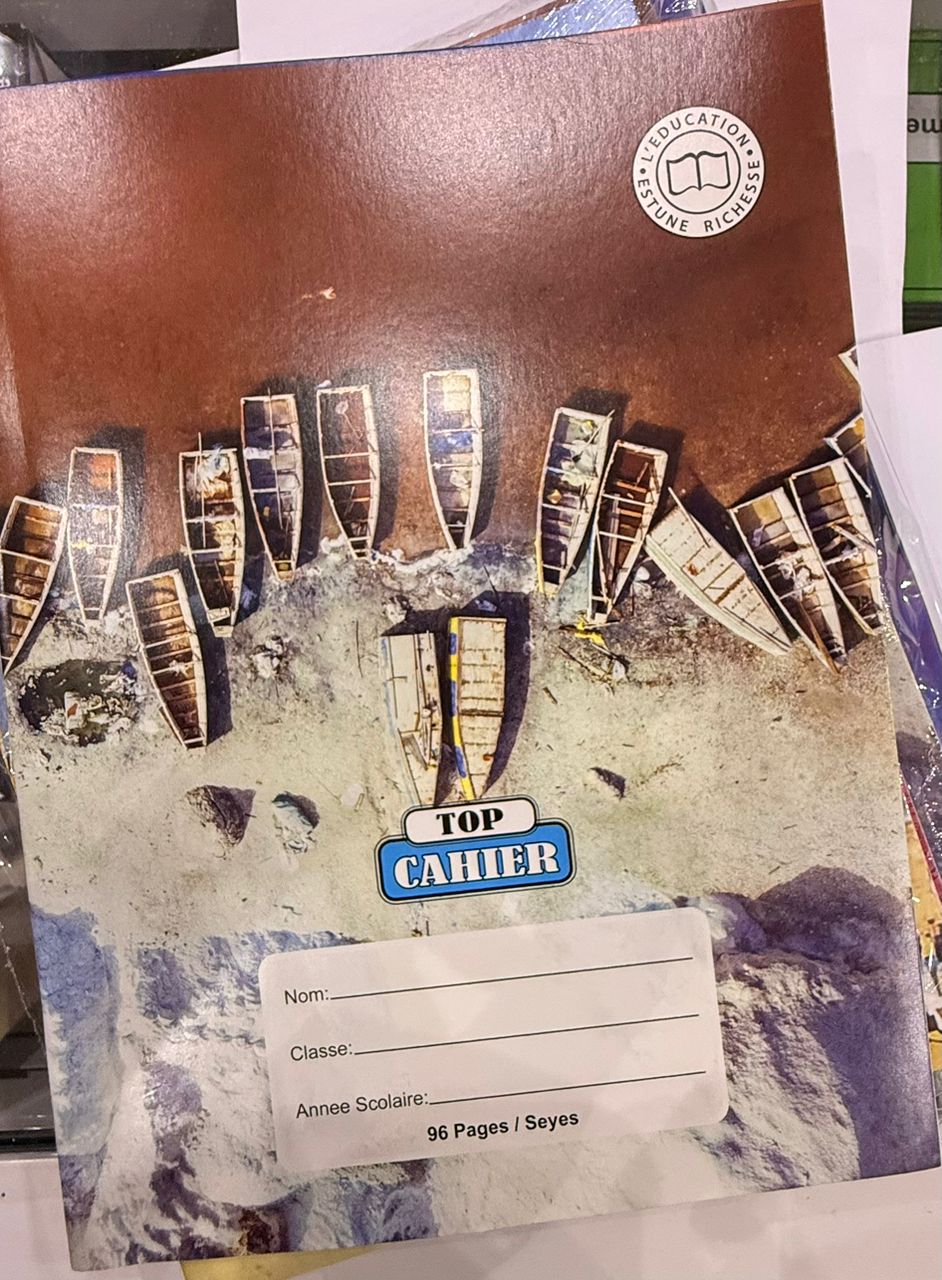 • L'EDUCATION •
ESTUNE RICHESSE
TOP
CAHIER
Nom:
Classe:
Annee Scolaire:
96 Pages / Seyes